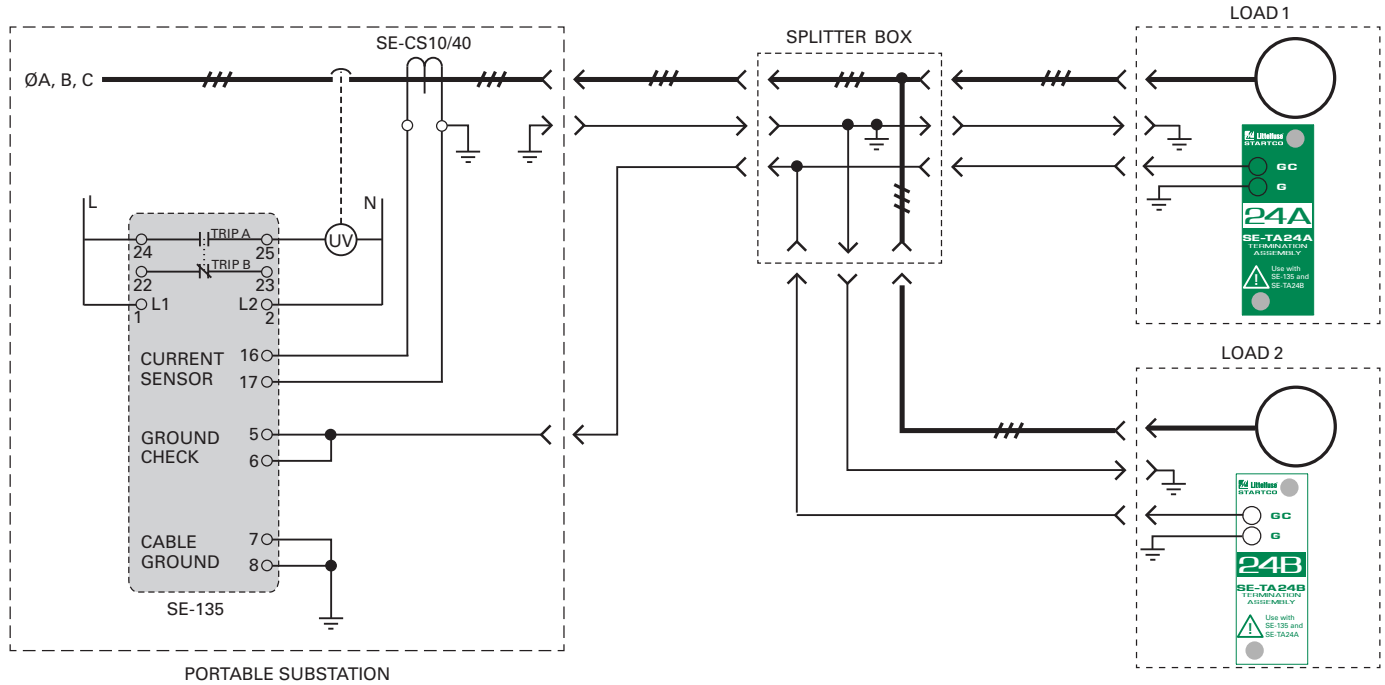 LOAD 1
SE-CS10/40
SPLITTER BOX
ØA, B, C
Littelfuse
STARTCO
GC
G
24A
SE-TA24A
TERMINATION
ASSEMBLY
Use with
SE-135 and
SE-TA24B
L
N
TRIP A
24
25
UV
TRIP B
22
23
L1
L2
1
2
CURRENT
SENSOR
16
17
GROUND
CHECK
5
6
CABLE
GROUND
7
8
SE-135
PORTABLE SUBSTATION
LOAD 2
Littelfuse
STARTCO
GC
G
24B
SE-TA24B
TERMINATION
ASSEMBLY
Use with
SE-135 and
SE-TA24A